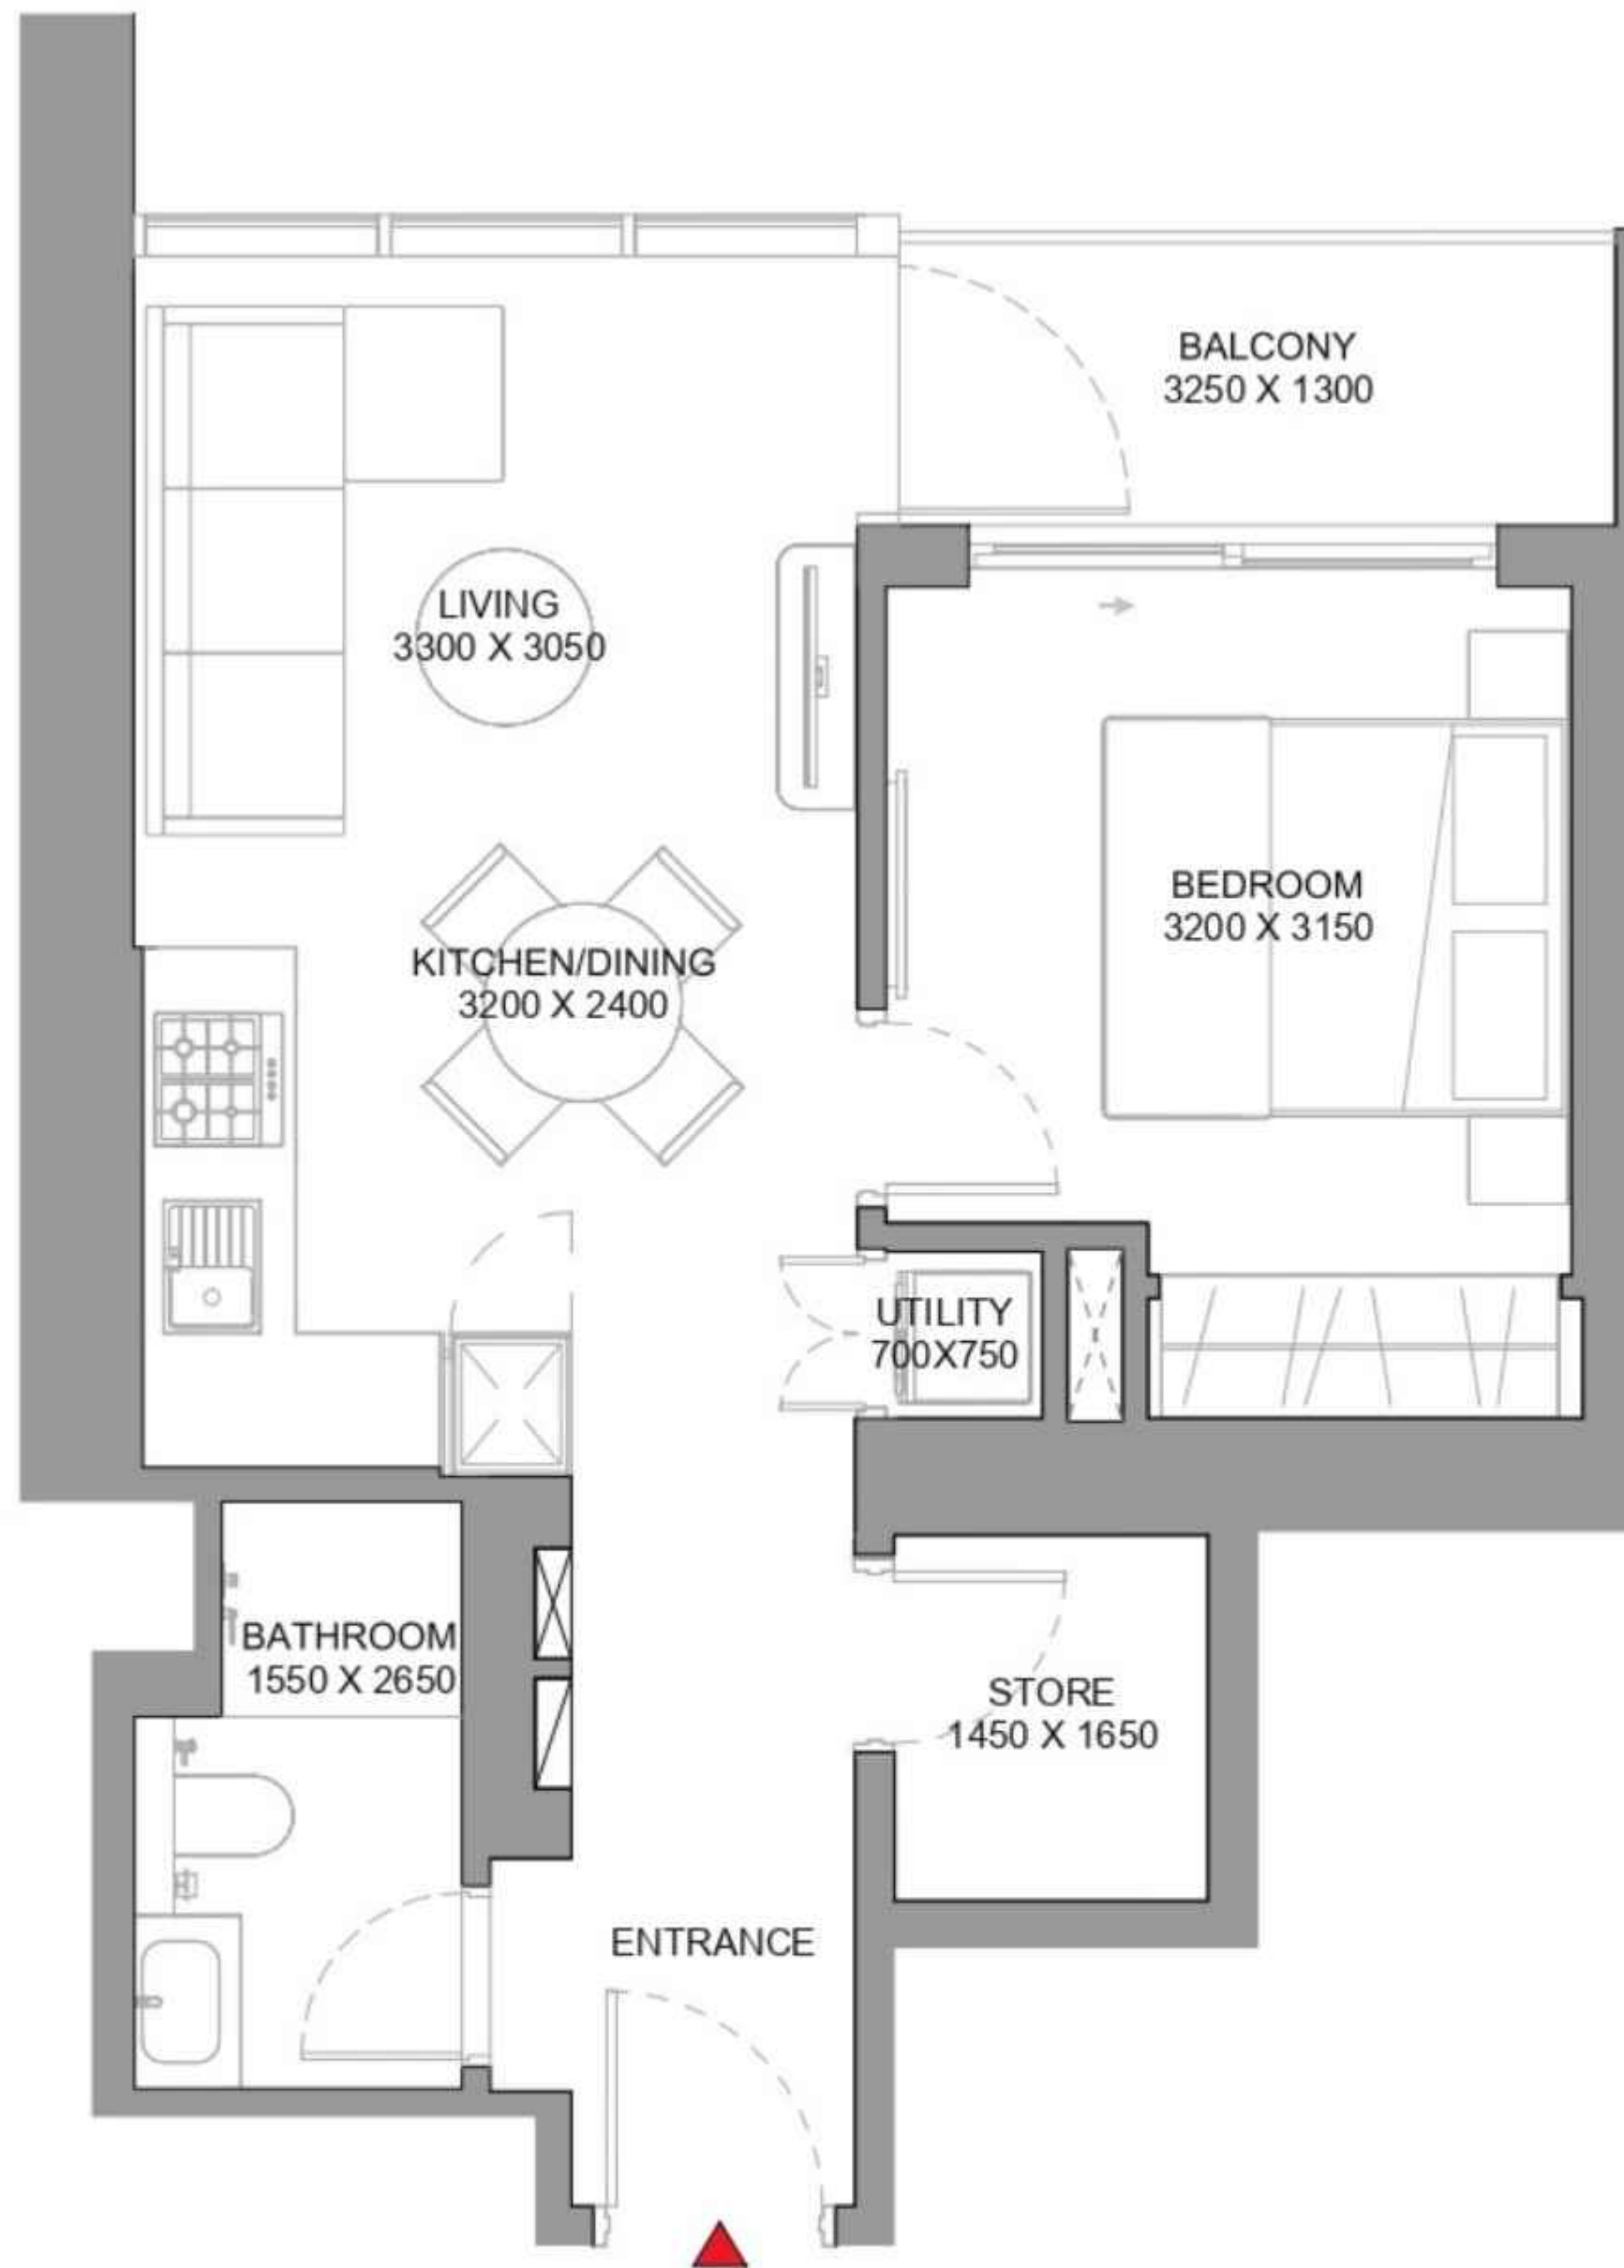 BALCONY
3250 X 1300
LIVING
3300 X 3050
BEDROOM
3200 X 3150
KITCHEN/DINING
3200 X 2400
UTILITY
700X750
BATHROOM
1550 X 2650
STORE
1450 X 1650
ENTRANCE